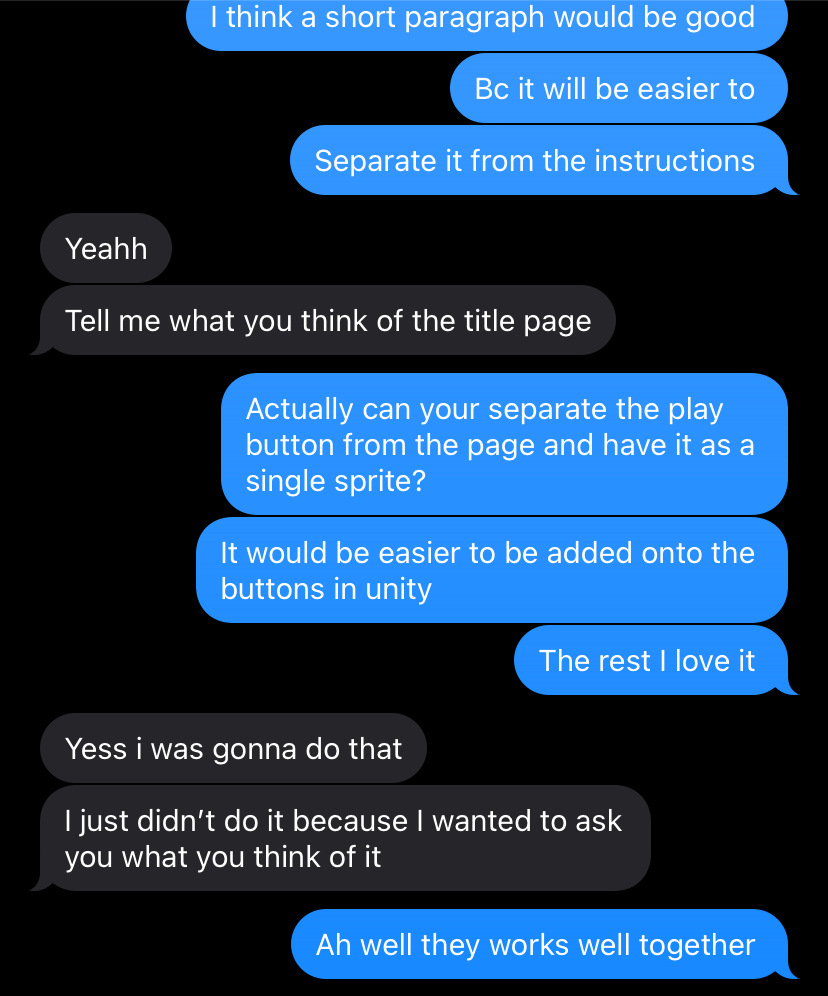 I think a short paragraph would be good
Bc it will be easier to
Separate it from the instructions
Yeahh
Tell me what you think of the title page
Actually can your separate the play
button from the page and have it as a
single sprite?
It would be easier to be added onto the
buttons in unity
The rest I love it
Yess i was gonna do that
I just didn’t do it because I wanted to ask
you what you think of it
Ah well they works well together